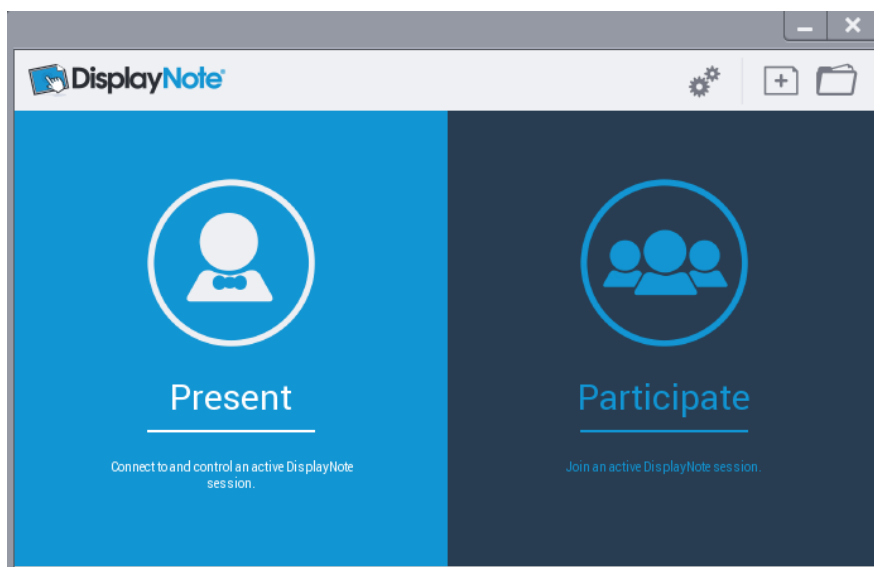 DisplayNote
Present
Connect to and control an active DisplayNote
session.
Participate
Join an active DisplayNote session.